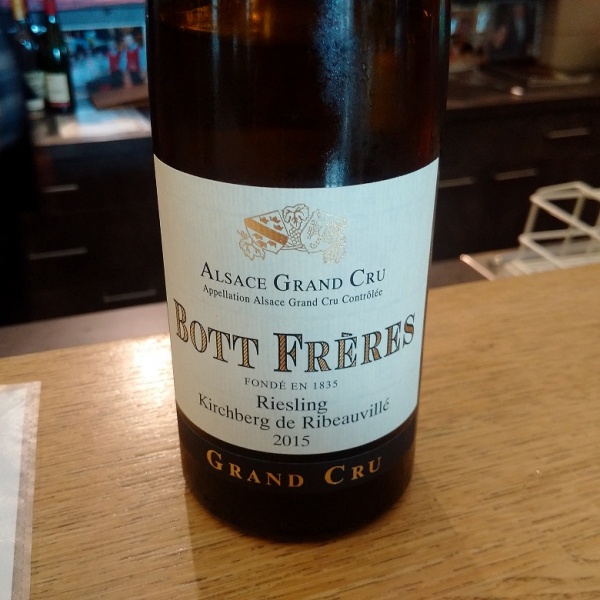 Alsace Grand Cru
Appellation Alsace Grand Cru Contrôlée
Bott Frères
FONDÉ EN 1835
Riesling
Kirchberg de Ribeauvillé
2015
Grand Cru